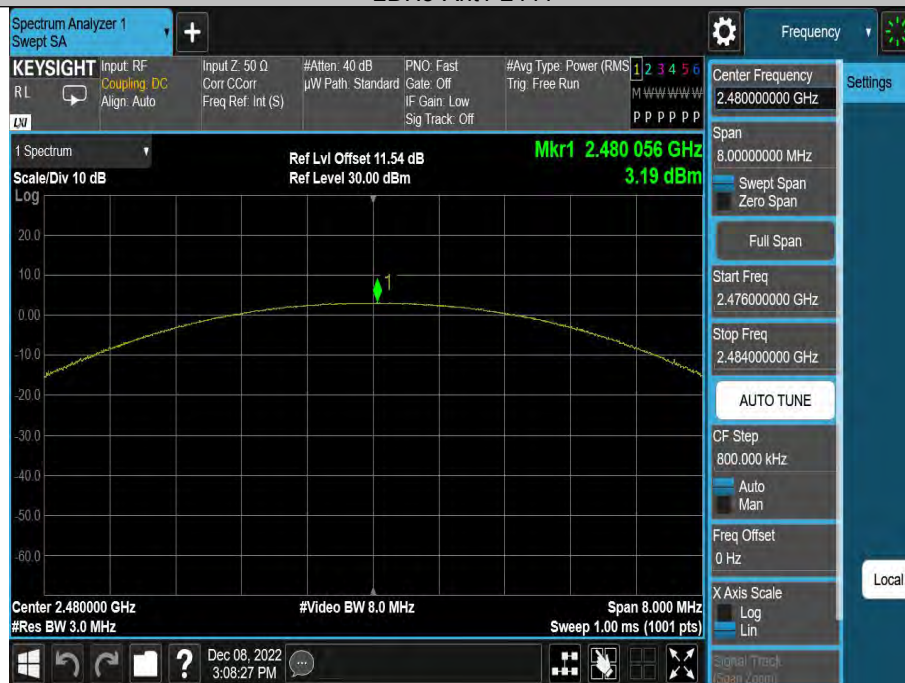 Spectrum Analyzer 1
Swept SA
+
Frequency
KEYSIGHT
RL
LXI
Input: RF
Coupling: DC
Align: Auto
Input Z: 50 Ω
Corr CCorr
Freq Ref: Int (S)
#Atten: 40 dB
µW Path: Standard
PNO: Fast
Gate: Off
IF Gain: Low
Sig Track: Off
#Avg Type: Power (RMS
Trig: Free Run
1 2 3 4 5 6
M W W W W W
P P P P P P
Center Frequency
2.480000000 GHz
Settings
1 Spectrum
Scale/Div 10 dB
Ref Lvl Offset 11.54 dB
Ref Level 30.00 dBm
Mkr1 2.480 056 GHz
3.19 dBm
Span
8.00000000 MHz
Swept Span
Zero Span
Full Span
Start Freq
2.476000000 GHz
Stop Freq
2.484000000 GHz
AUTO TUNE
CF Step
800.000 kHz
Auto
Man
Freq Offset
0 Hz
X Axis Scale
Log
Lin
Signal Track
(Span Zoom)
Local
Log
20.0
10.0
1
0.00
-10.0
-20.0
-30.0
-40.0
-50.0
-60.0
Center 2.480000 GHz
#Video BW 8.0 MHz
Span 8.000 MHz
#Res BW 3.0 MHz
Sweep 1.00 ms (1001 pts)
?
Dec 08, 2022
3:08:27 PM